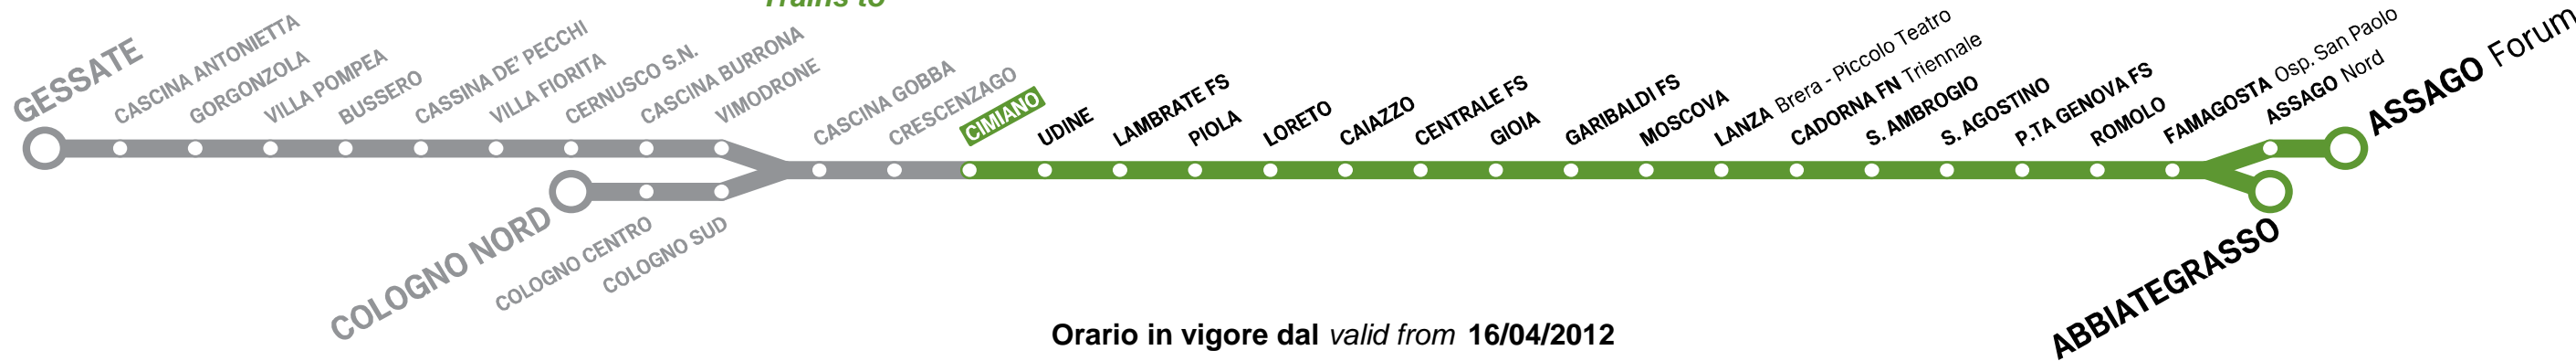 Trains to
GESSATE
CASCINA ANTONIETTA
GORGONZOLA
VILLA POMPEA
BUSSERO
CASSINA DE' PECCHI
VILLA FIORITA
CERNUSCO S.N.
CASCINA BURRONA
VIMODRONE
COLOGNO NORD
COLOGNO CENTRO
COLOGNO SUD
CASCINA GOBBA
CRESCENZAGO
CIMIANO
UDINE
LAMBRATE FS
PIOLA
LORETO
CAIAZZO
CENTRALE FS
GIOIA
GARIBALDI FS
MOSCOVA
LANZA Brera - Piccolo Teatro
CADORNA FN Triennale
S. AMBROGIO
S. AGOSTINO
P.TA GENOVA FS
ROMOLO
FAMAGOSTA Osp. San Paolo
ASSAGO Nord
ASSAGO Forum
ABBIATEGRASSO
Orario in vigore dal valid from 16/04/2012